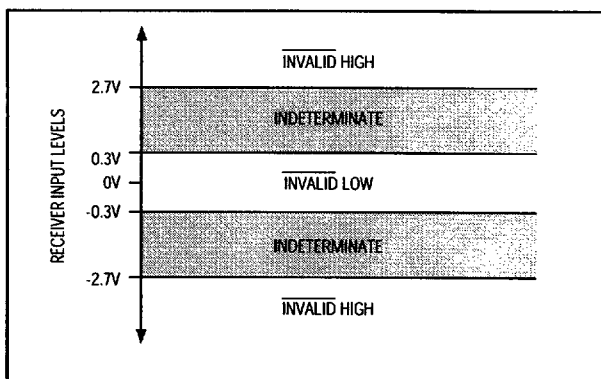 INVALID HIGH
2.7V
INDETERMINATE
0.3V
0V
INVALID LOW
-0.3V
INDETERMINATE
-2.7V
INVALID HIGH
RECEIVER INPUT LEVELS